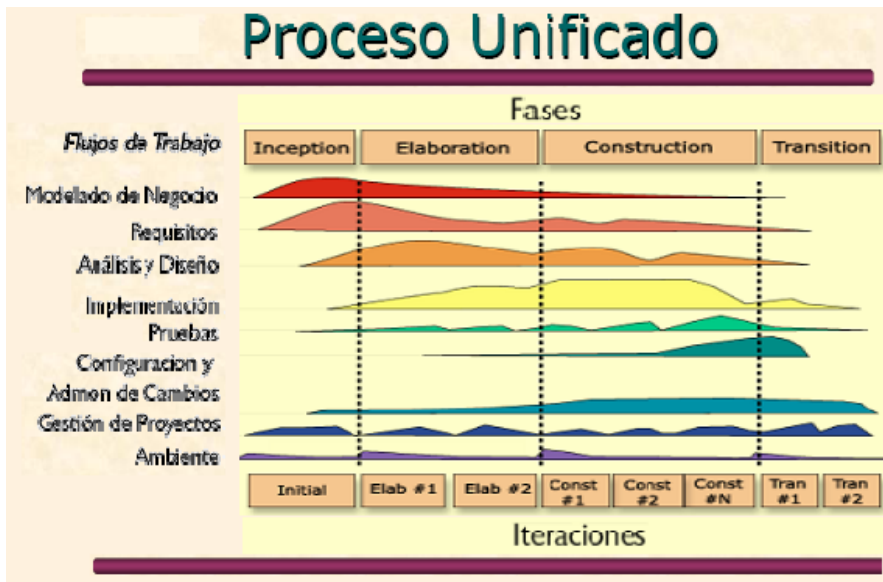 Proceso Unificado
Fases
Flujos de Trabajo
Inception
Elaboration
Construction
Transition
Modelado de Negocio
Requisitos
Análisis y Diseño
Implementación
Pruebas
Configuracion y
Admon de Cambios
Gestión de Proyectos
Ambiente
Initial
Elab #1
Elab #2
Const
#1
Const
#2
Const
#N
Tran
#1
Tran
#2
Iteraciones